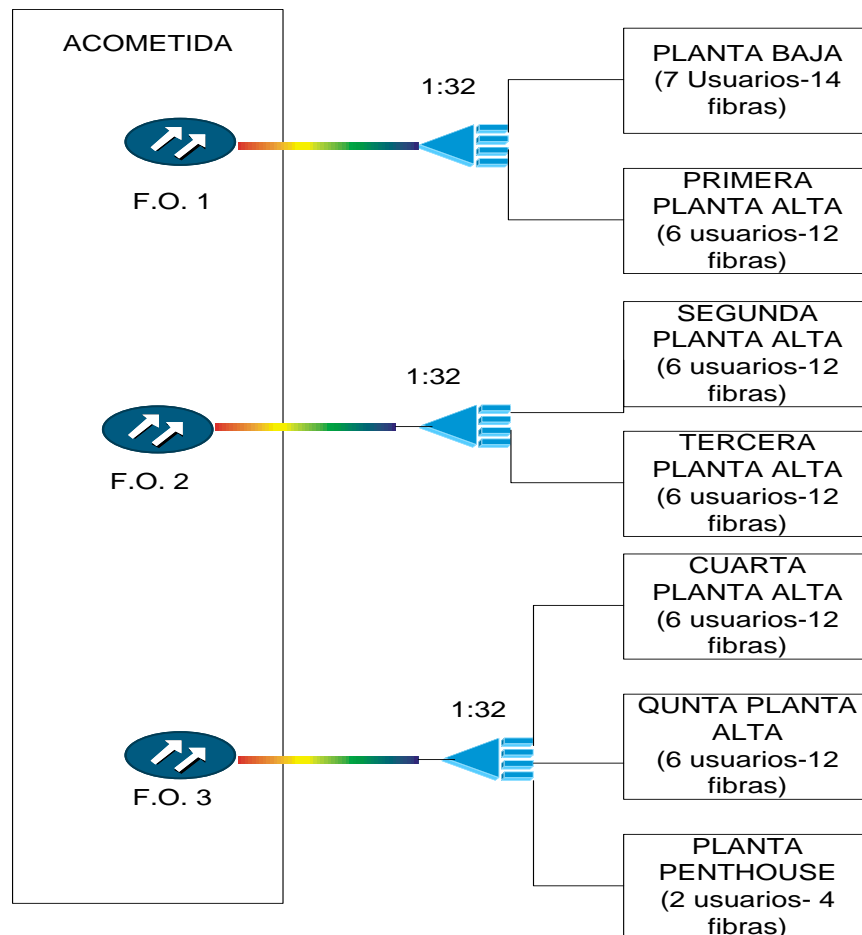 ACOMETIDA
1:32
F.O. 1
PLANTA BAJA
(7 Usuarios-14
fibras)
PRIMERA
PLANTA ALTA
(6 usuarios-12
fibras)
1:32
F.O. 2
SEGUNDA
PLANTA ALTA
(6 usuarios-12
fibras)
TERCERA
PLANTA ALTA
(6 usuarios-12
fibras)
1:32
F.O. 3
CUARTA
PLANTA ALTA
(6 usuarios-12
fibras)
QUNTA PLANTA
ALTA
(6 usuarios-12
fibras)
PLANTA
PENTHOUSE
(2 usuarios- 4
fibras)